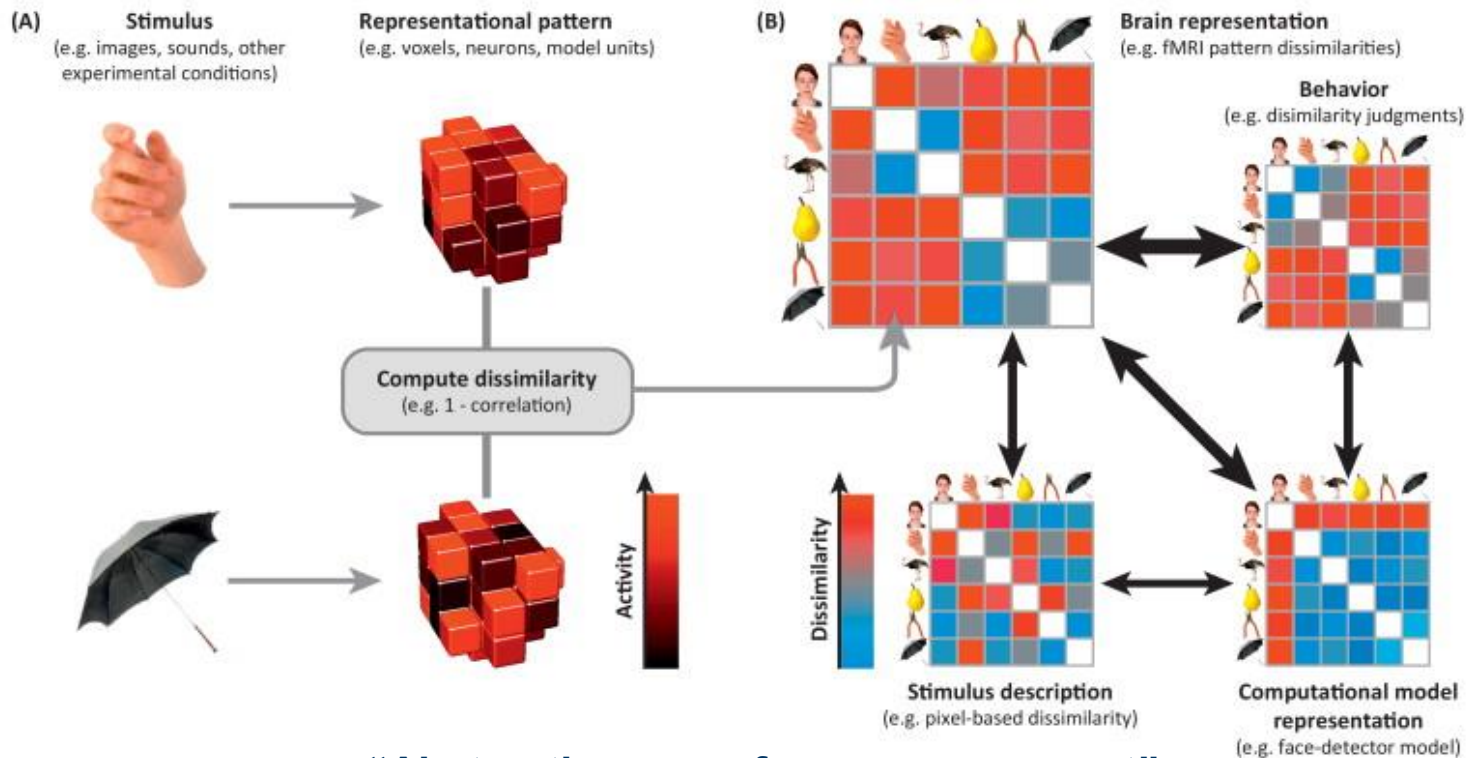 (A)
Stimulus
(e.g. images, sounds, other
experimental conditions)
Representational pattern
(e.g. voxels, neurons, model units)
Compute dissimilarity
(e.g. 1 - correlation)
Activity
(B)
Brain representation
(e.g. fMRI pattern dissimilarities)
Behavior
(e.g. disimilarity judgments)
Dissimilarity
Stimulus description
(e.g. pixel-based dissimilarity)
Computational model
representation
(e.g. face-detector model)